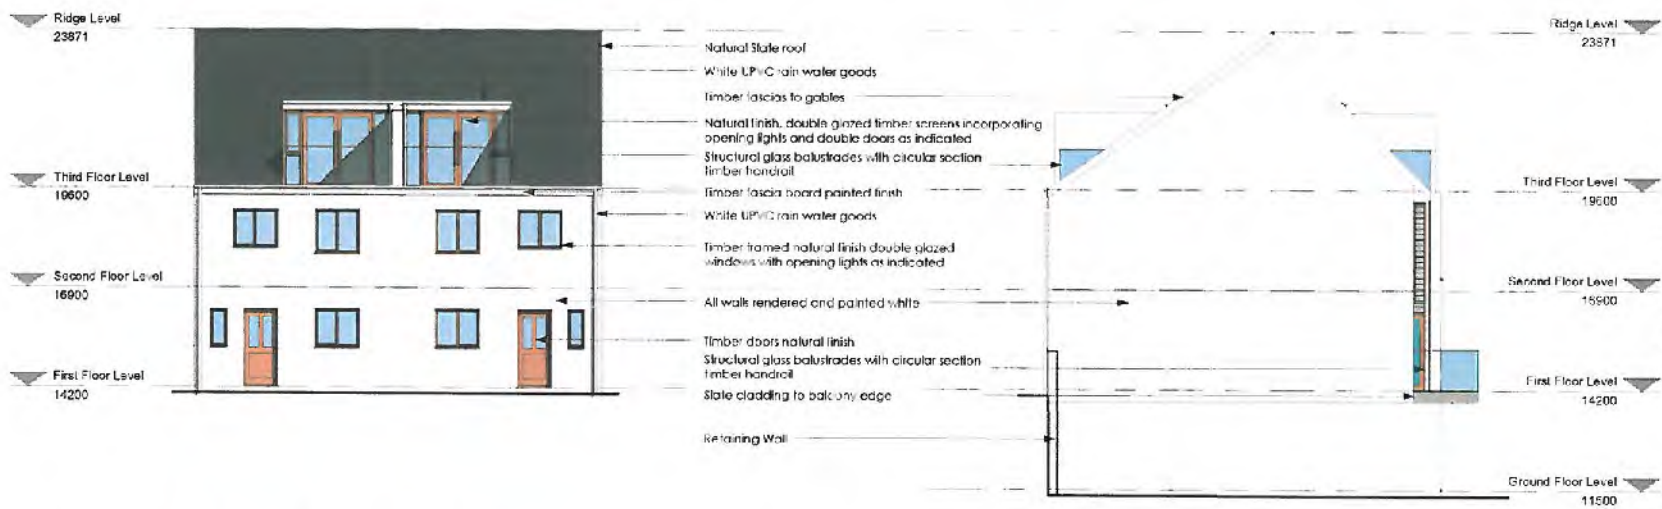 Ridge Level
23871
Third Floor Level
19600
Second Floor Level
16900
First Floor Level
14200
Natural Slate roof
White UPVC rain water goods
Timber fascias to gables
Natural finish, double glazed timber screens incorporating
opening lights and double doors as indicated
Structural glass balustrades with circular section
timber handrail
Timber fascia board painted finish
White UPVC rain water goods
Timber framed natural finish double glazed
windows with opening lights as indicated
All walls rendered and painted white
Timber doors natural finish
Structural glass balustrades with circular section
timber handrail
Slate cladding to balcony edge
Retaining Wall
Ridge Level
23871
Third Floor Level
19600
Second Floor Level
16900
First Floor Level
14200
Ground Floor Level
11500